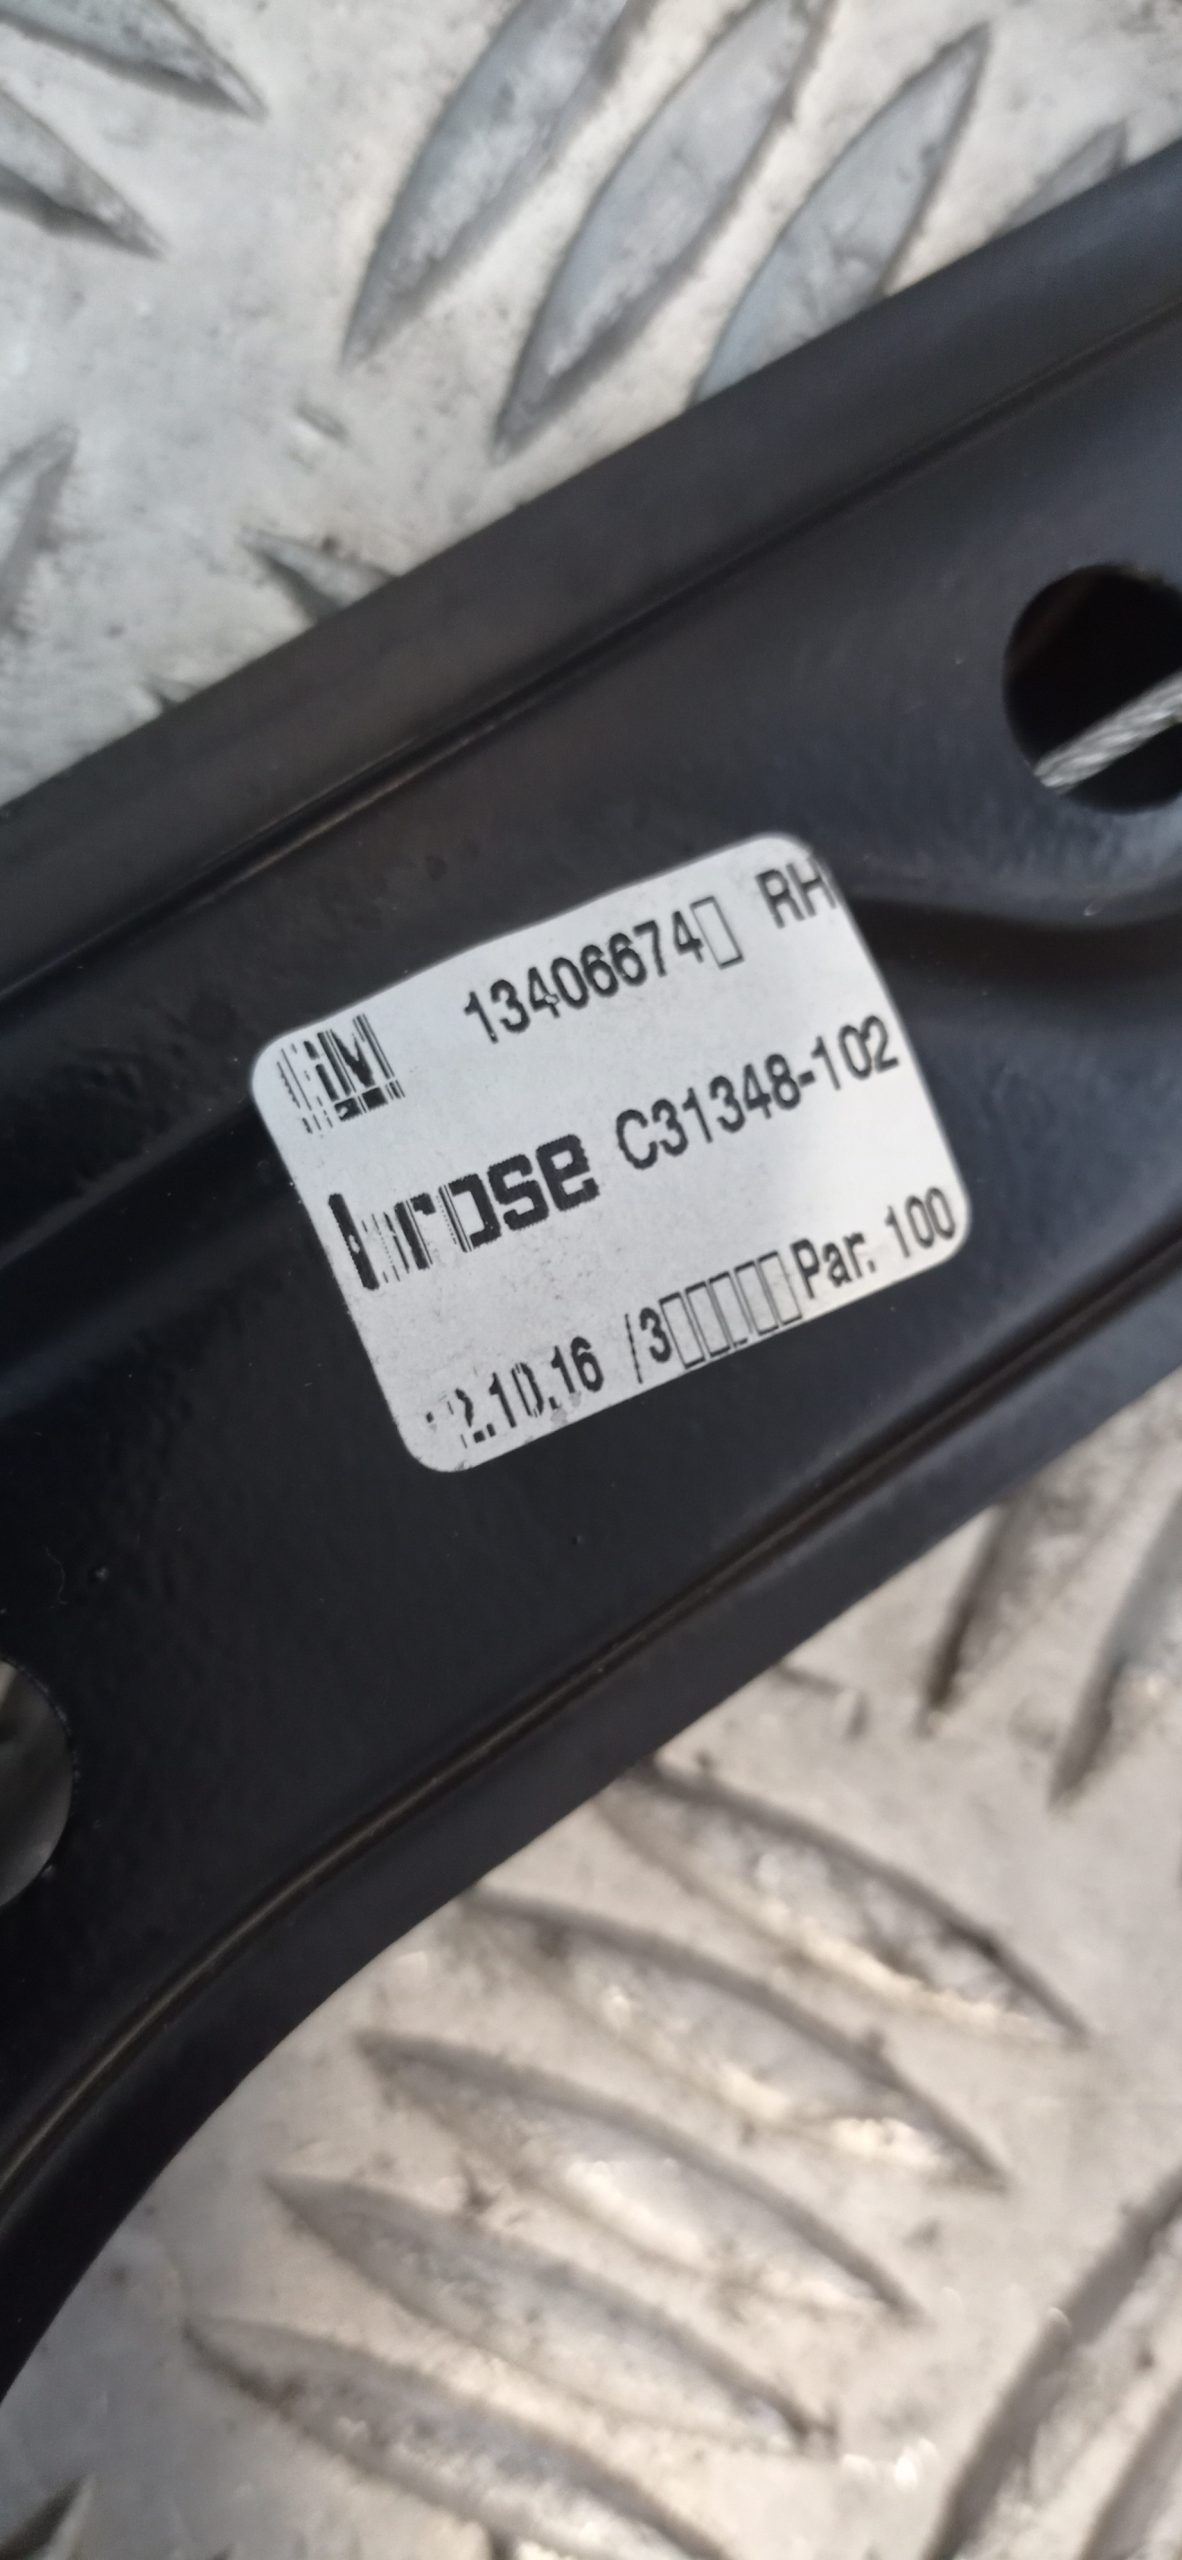 GM 13406674▯ RH
brose C31348-102
2.10.16 /3▯▯▯▯▯Par. 100